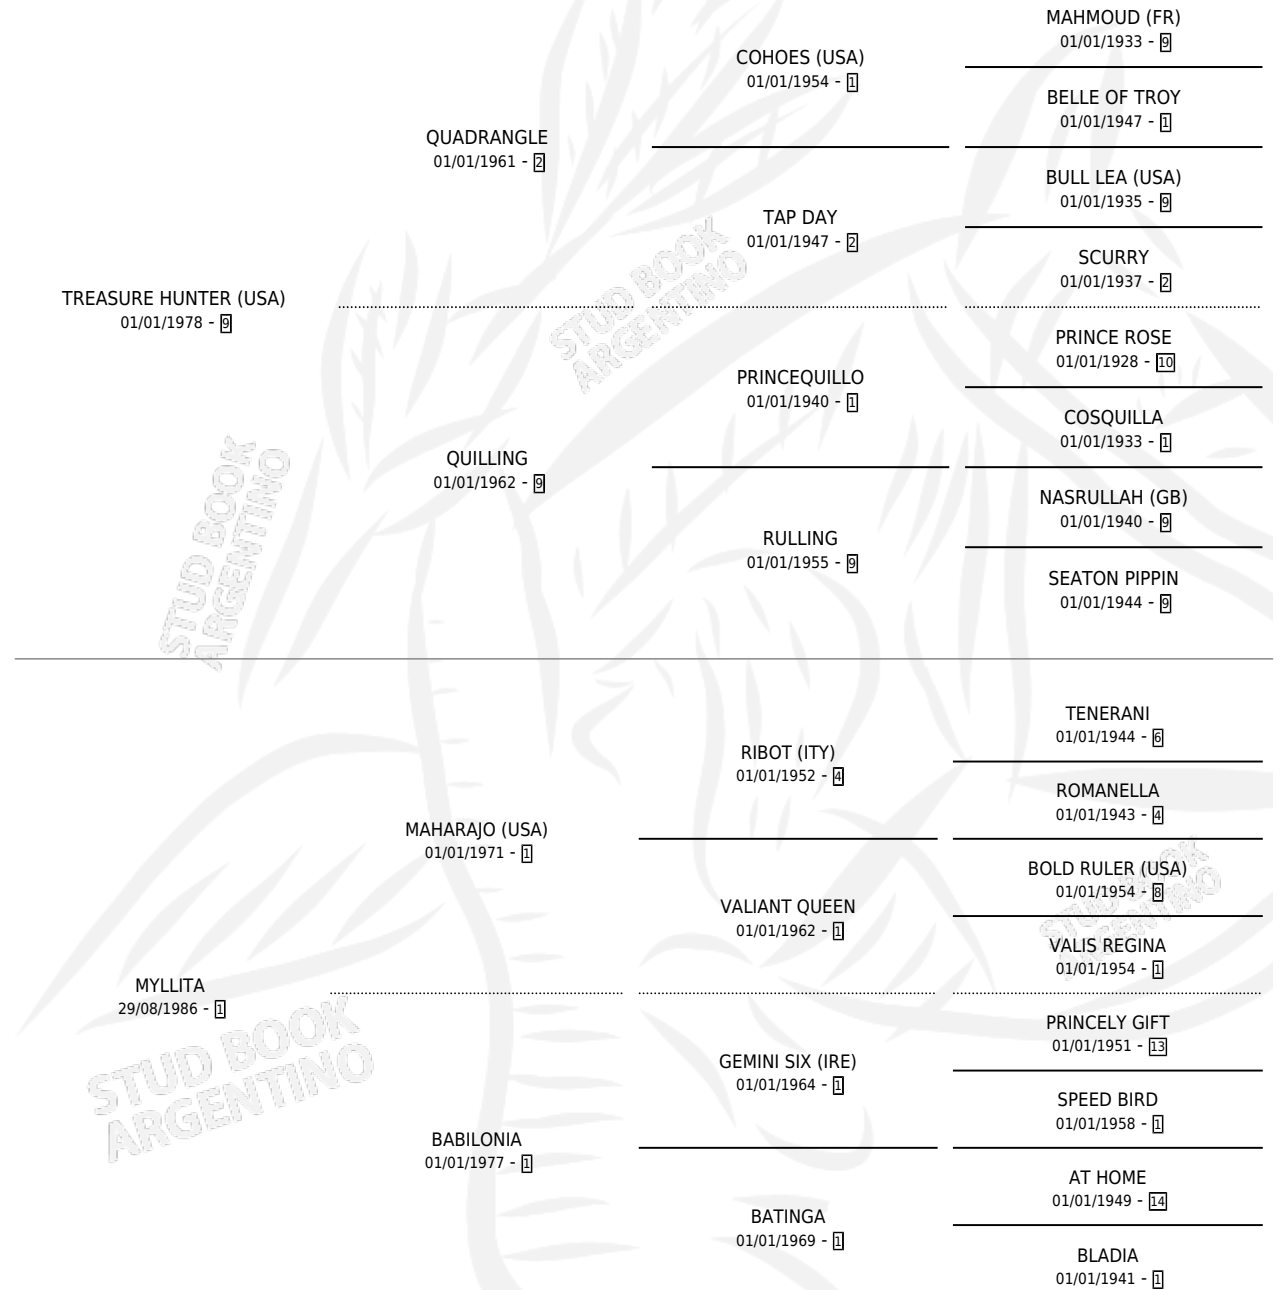 MAHMOUD (FR)
01/01/1933 - 9
COHOES (USA)
01/01/1954 - 1
BELLE OF TROY
01/01/1947 - 1
QUADRANGLE
01/01/1961 - 2
BULL LEA (USA)
01/01/1935 - 9
TAP DAY
01/01/1947 - 2
SCURRY
01/01/1937 - 2
TREASURE HUNTER (USA)
01/01/1978 - 9
PRINCE ROSE
01/01/1928 - 10
PRINCEQUILLO
01/01/1940 - 1
COSQUILLA
01/01/1933 - 1
QUILLING
01/01/1962 - 9
NASRULLAH (GB)
01/01/1940 - 9
RULLING
01/01/1955 - 9
SEATON PIPPIN
01/01/1944 - 9
TENERANI
01/01/1944 - 6
RIBOT (ITY)
01/01/1952 - 4
ROMANELLA
01/01/1943 - 4
MAHARAJO (USA)
01/01/1971 - 1
BOLD RULER (USA)
01/01/1954 - 8
VALIANT QUEEN
01/01/1962 - 1
VALIS REGINA
01/01/1954 - 1
MYLLITA
29/08/1986 - 1
PRINCELY GIFT
01/01/1951 - 13
GEMINI SIX (IRE)
01/01/1964 - 1
SPEED BIRD
01/01/1958 - 1
BABILONIA
01/01/1977 - 1
AT HOME
01/01/1949 - 14
BATINGA
01/01/1969 - 1
BLADIA
01/01/1941 - 1
STUD BOOK
ARGENTINO
STUD BOOK
ARGENTINO
STUD BOOK
ARGENTINO
STUD BOOK
ARGENTINO